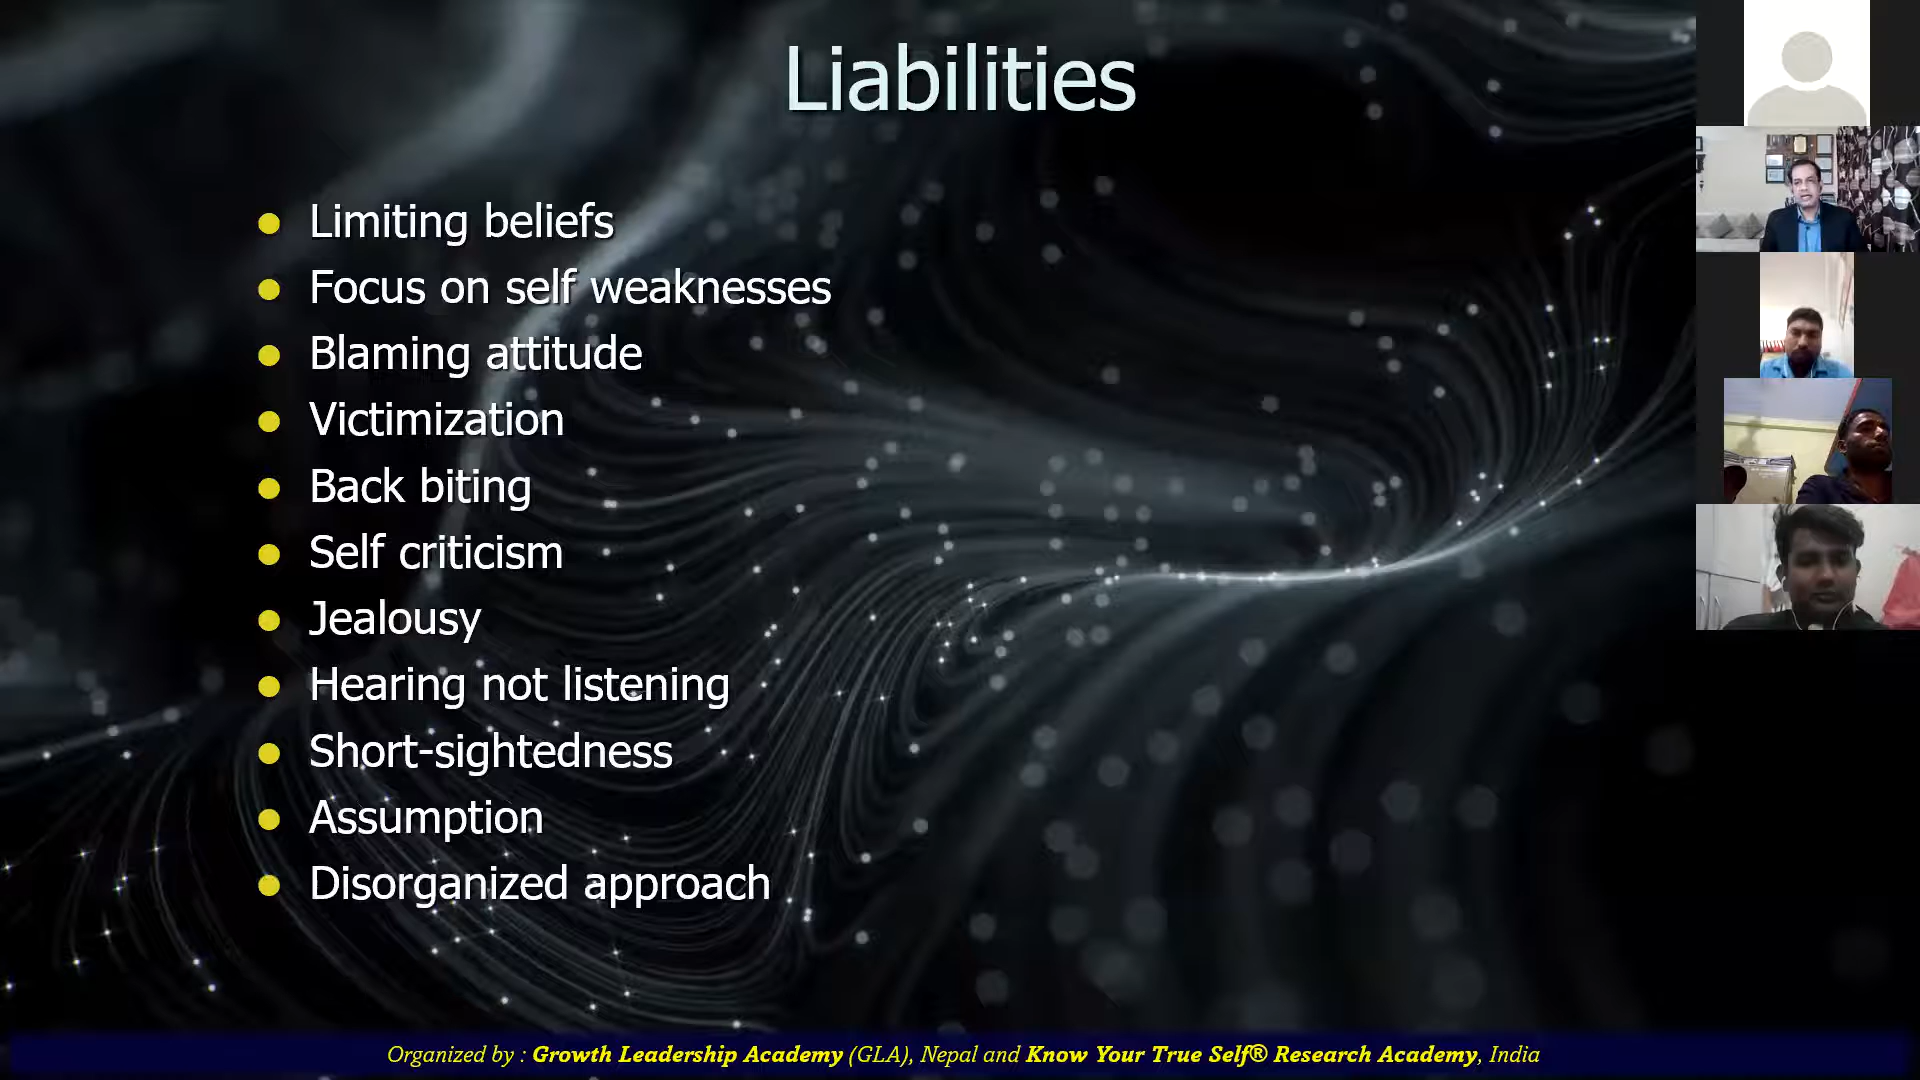 Liabilities
Limiting beliefs
Focus on self weaknesses
Blaming attitude
Victimization
Back biting
Self criticism
Jealousy
Hearing not listening
Short-sightedness
Assumption
Disorganized approach
Organized by : Growth Leadership Academy (GLA), Nepal and Know Your True Self® Research Academy, India